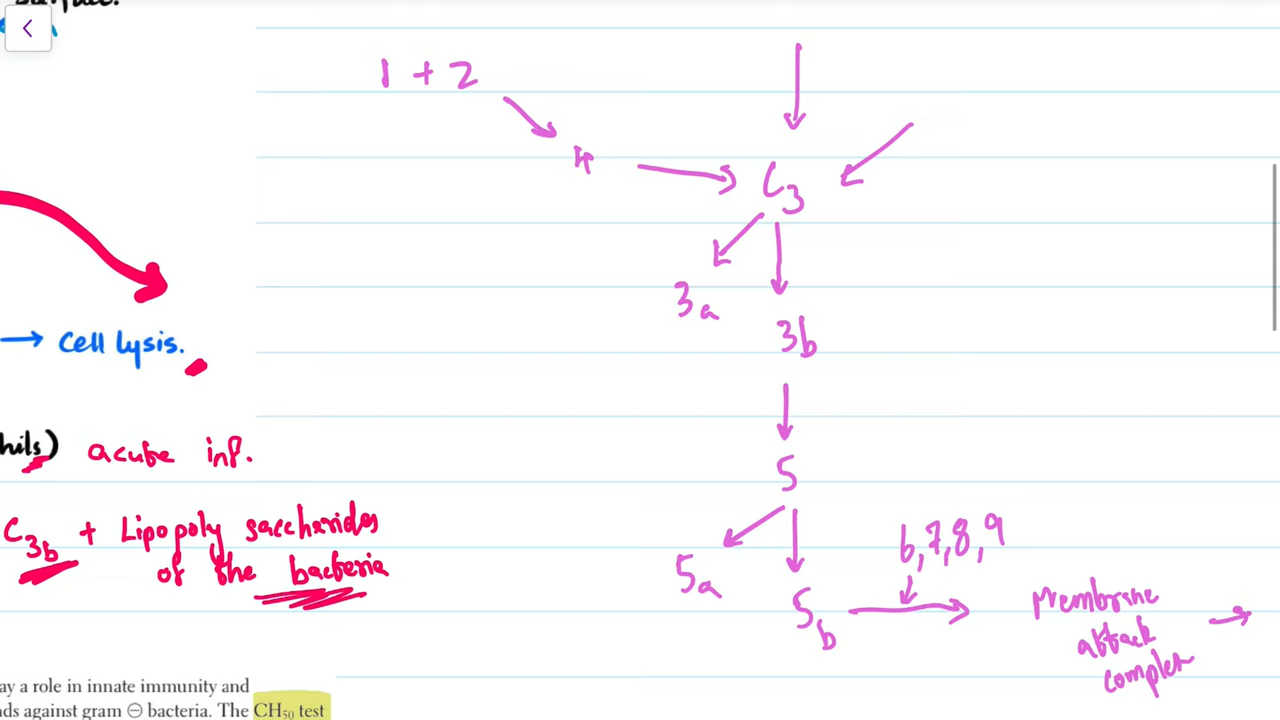 surface.
1 + 2
4
C3
3a
3b
→ Cell lysis.
hils) acute inf.
5
C3b + Lipopoly saccharides
of the bacteria
6,7,8,9
5a
5b
Membrane
attack
complex
ay a role in innate immunity and
nds against gram ⊖ bacteria. The CH50 test